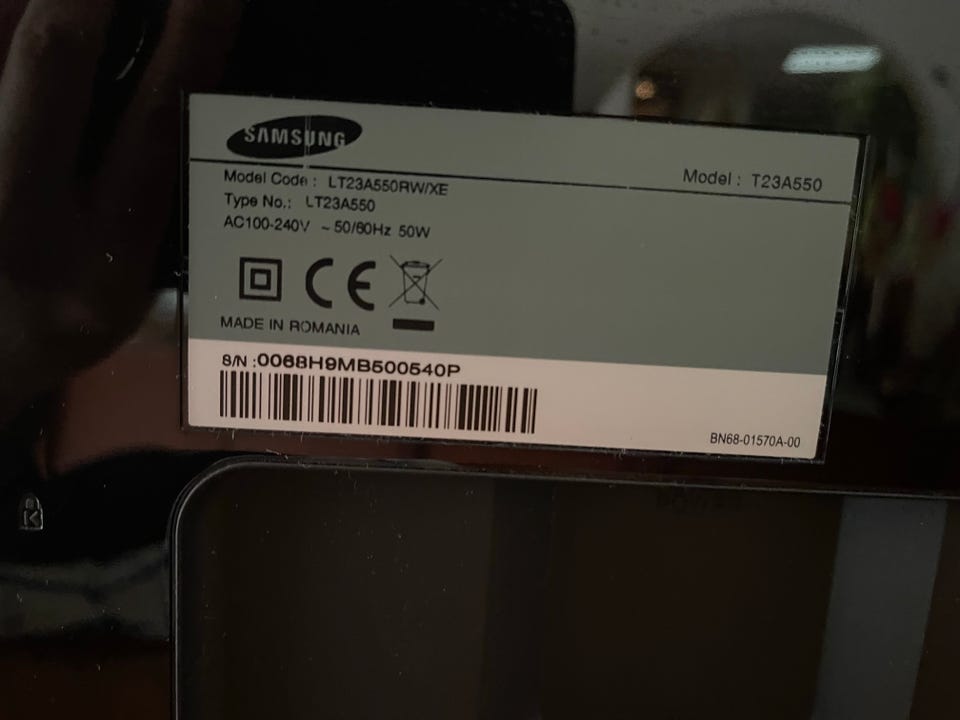 SAMSUNG
Model : T23A550
Model Code : LT23A550RW/XE
Type No.: LT23A550
AC100-240V ~ 50/60Hz 50W
CE
MADE IN ROMANIA
S/N :0068H9MB500540P
BN68-01570A-00